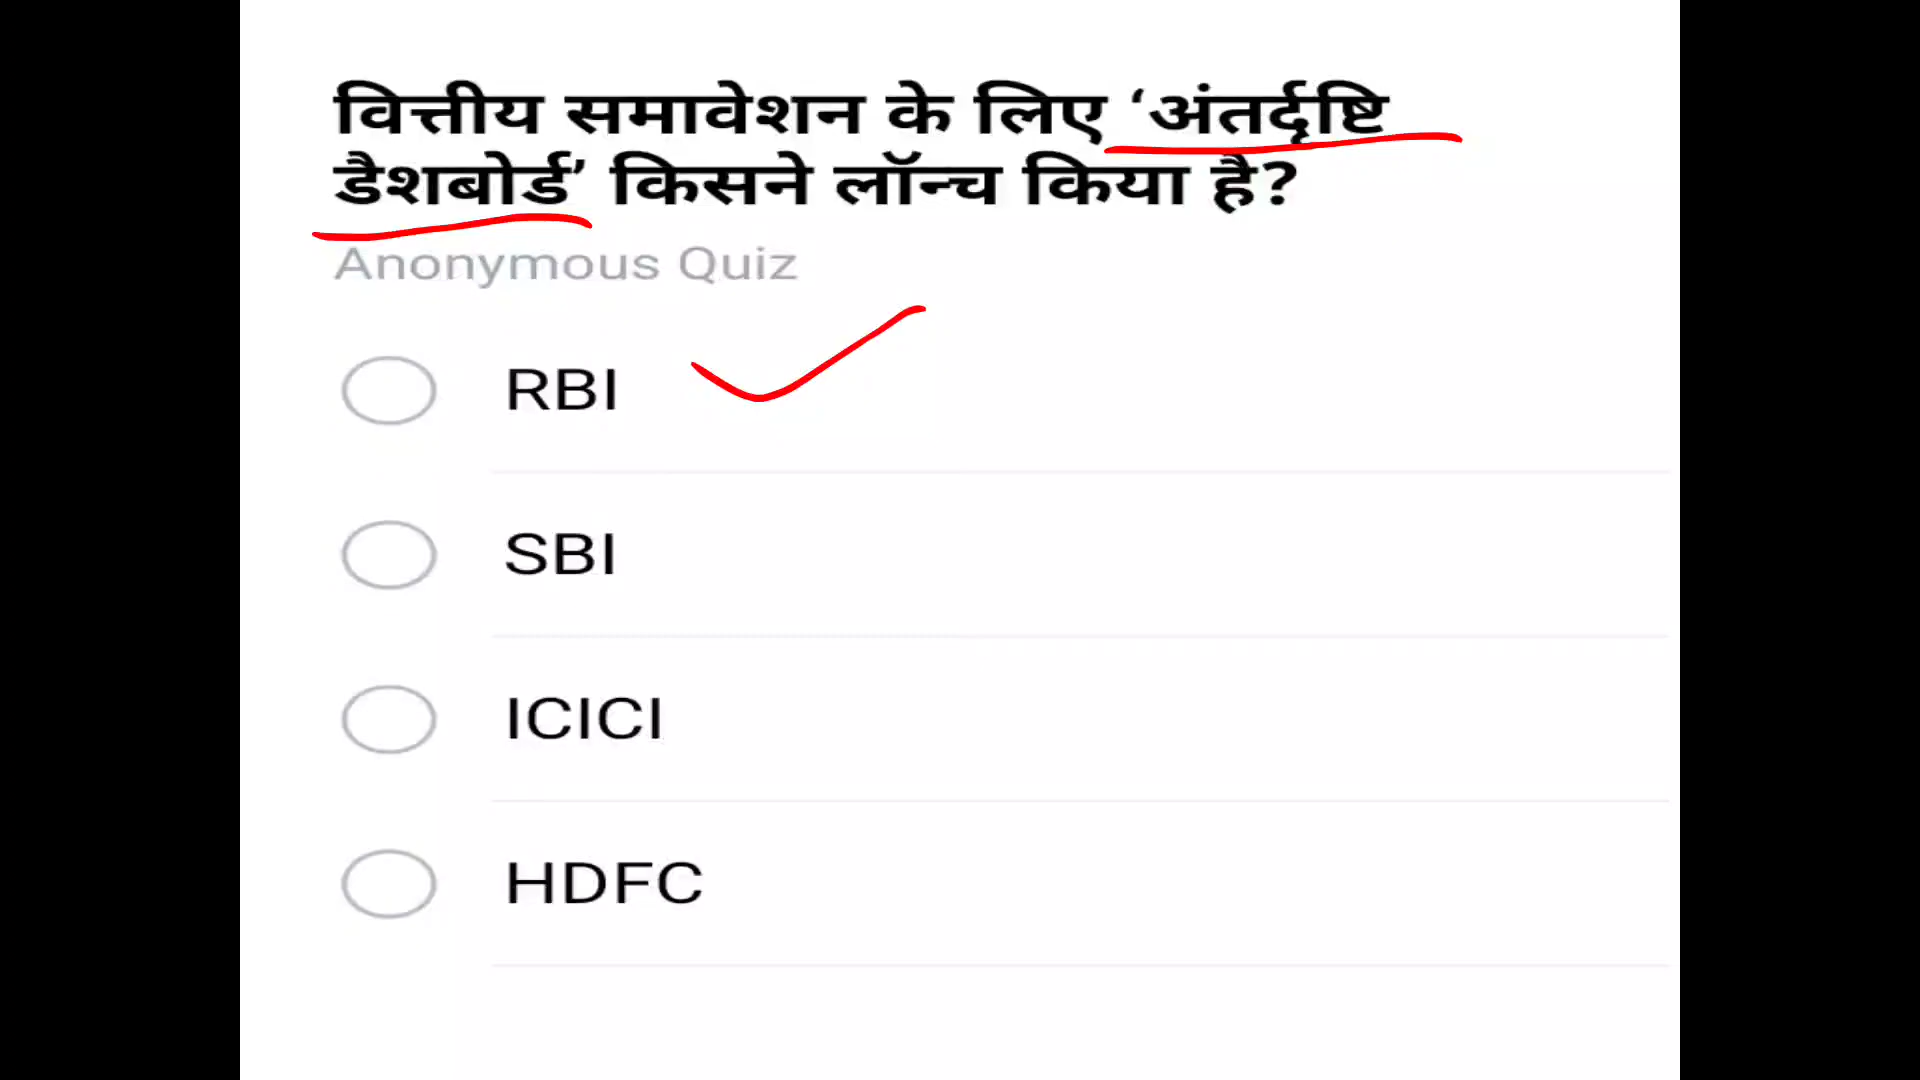 वित्तीय समावेशन के लिए ‘अंतर्दृष्टि
डैशबोर्ड’ किसने लॉन्च किया है?
Anonymous Quiz
RBI
SBI
ICICI
HDFC